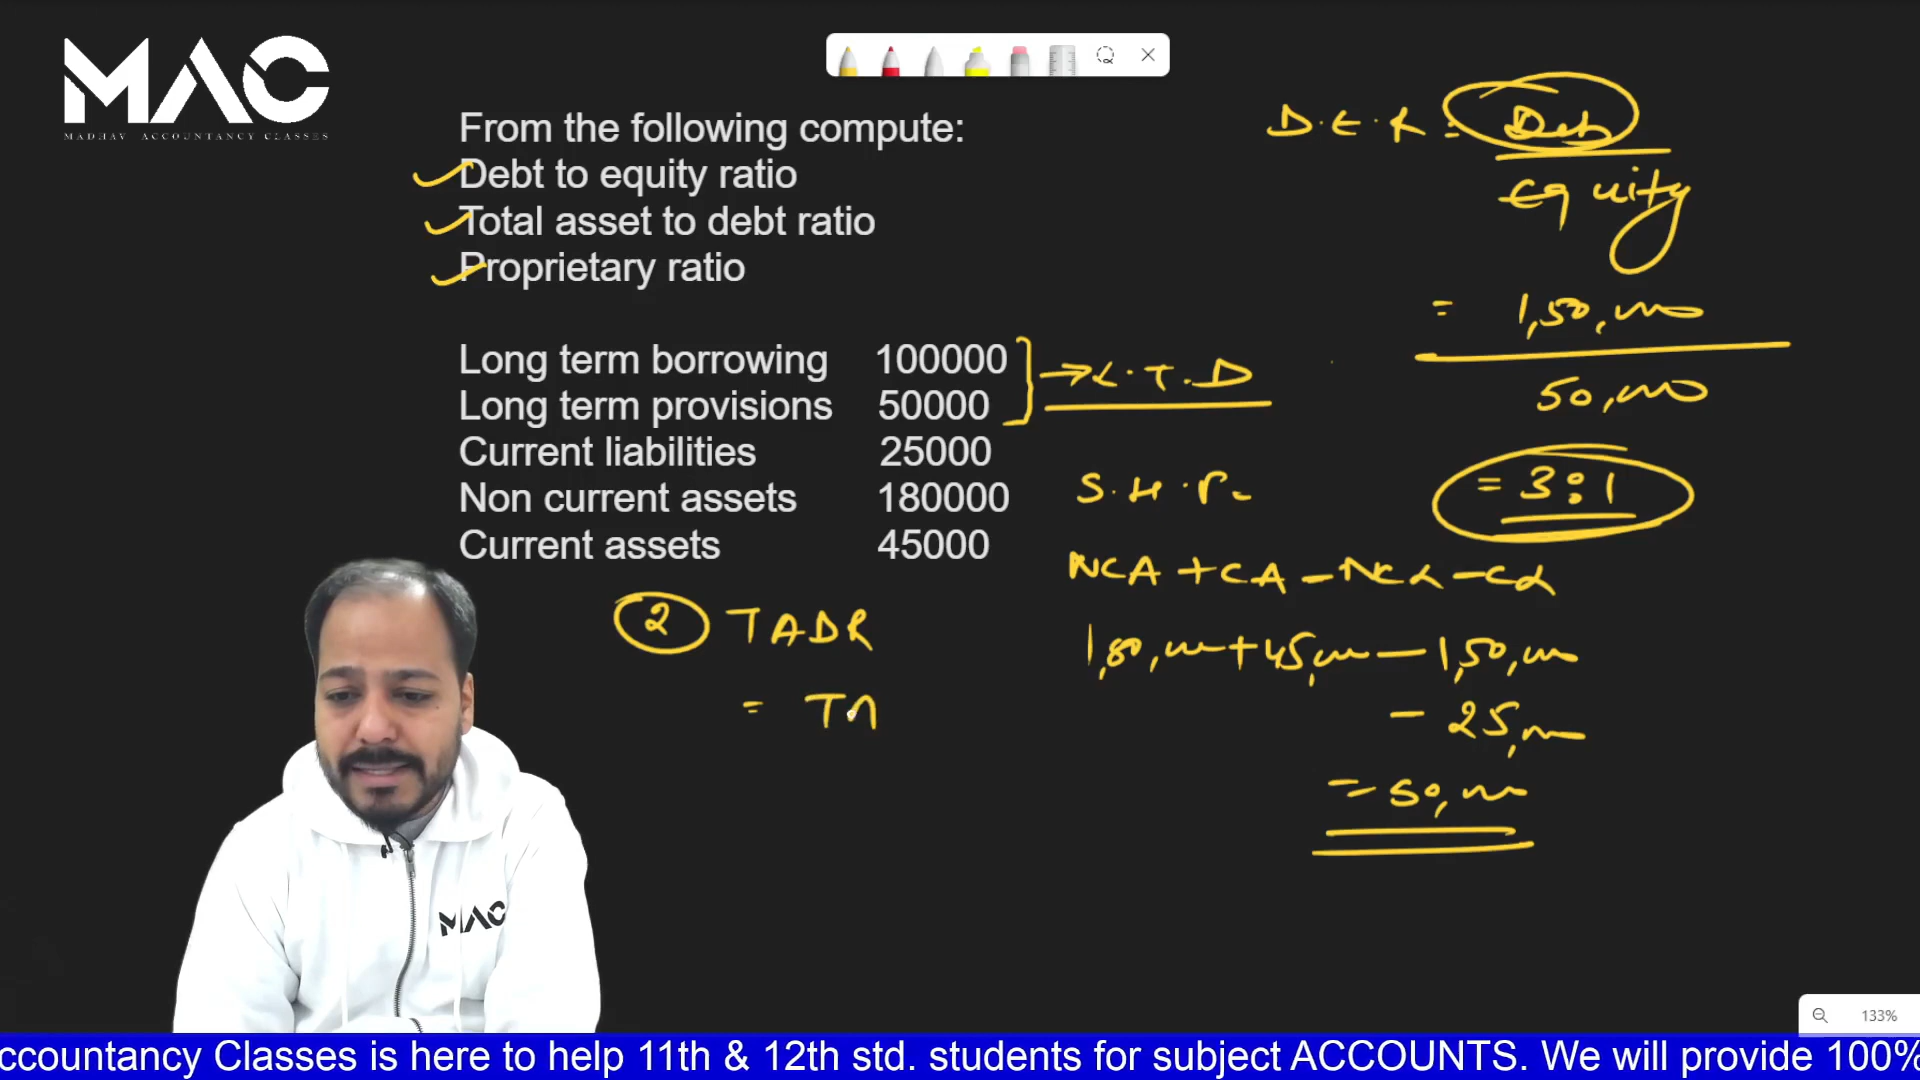 MAC
MADHAV ACCOUNTANCY CLASSES
From the following compute:
Debt to equity ratio
Total asset to debt ratio
Proprietary ratio
Long term borrowing 100000
Long term provisions 50000
Current liabilities 25000
Non current assets 180000
Current assets 45000
→ L.T.D
D.E.R = Debt
Equity
= 1,50,000
50,000
= 3:1
S.H.F =
NCA + CA - NCL - CL
1,80,000 + 45,000 - 1,50,000
- 25,000
= 50,000
2 TADR
= TA
MAC
133%
ccountancy Classes is here to help 11th & 12th std. students for subject ACCOUNTS. We will provide 100%